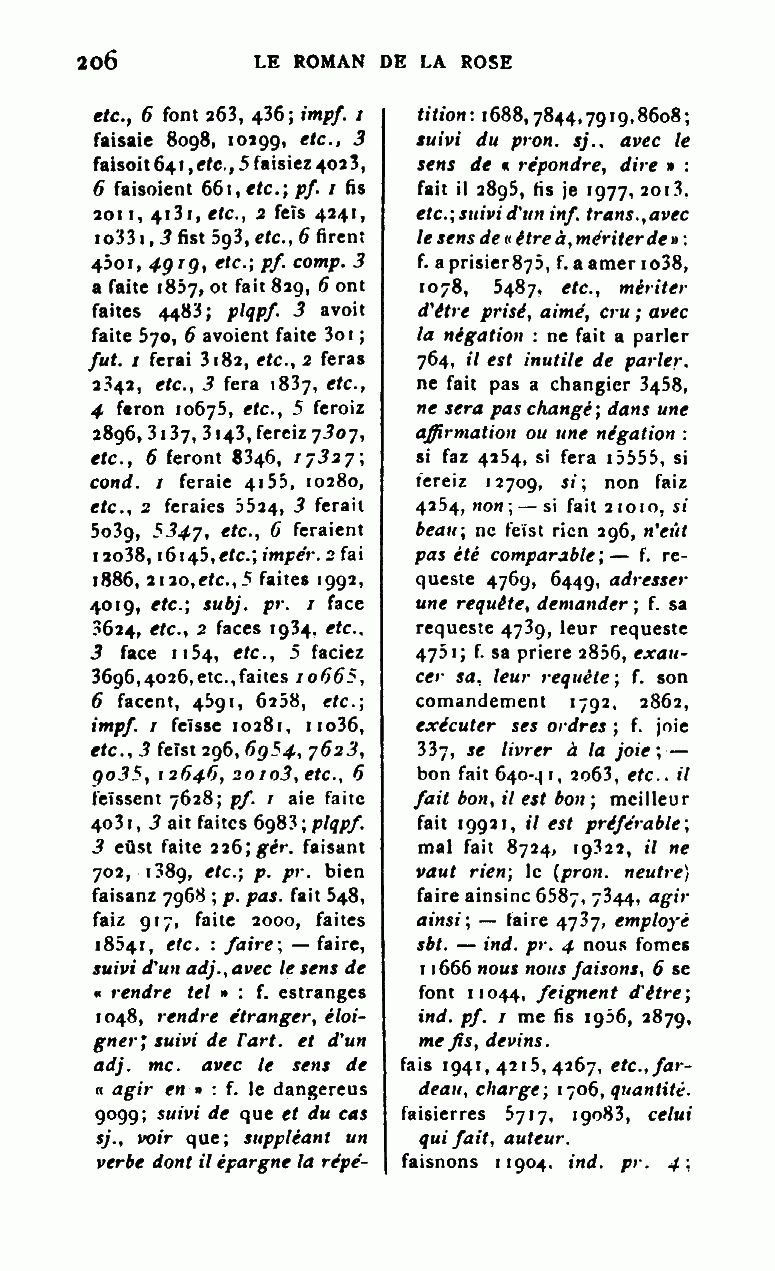 206 LE ROMAN DE LA ROSE
etc., 6 font 263, 436; impf. 1
faisaie 8098, 10299, etc., 3
faisoit 641, etc., 5 faisiez 4023,
6 faisoient 661, etc.; pf. 1 fis
2011, 4131, etc., 2 feïs 4241,
10331, 3 fist 593, etc., 6 firent
4501, 4919, etc.; pf. comp. 3
a faite 1857, ot fait 829, 6 ont
faites 4483; plqpf. 3 avoit
faite 570, 6 avoient faite 301;
fut. 1 ferai 3182, etc., 2 feras
2342, etc., 3 fera 1837, etc.,
4 feron 10675, etc., 5 feroiz
2896, 3137, 3143, fereiz 7307,
etc., 6 feront 8346, 17327;
cond. 1 feraie 4155, 10280,
etc., 2 feraies 5524, 3 ferait
5039, 5347, etc., 6 feraient
12038, 16145, etc.; impér. 2 fai
1886, 2120, etc., 5 faites 1992,
4019, etc.; subj. pr. 1 face
3624, etc., 2 faces 1934, etc.,
3 face 1154, etc., 5 faciez
3696, 4026, etc., faites 10665,
6 facent, 4591, 6258, etc.;
impf. 1 feïsse 10281, 11036,
etc., 3 feïst 296, 6954, 7623,
9035, 12646, 20103, etc., 6
feïssent 7628; pf. 1 aie faite
4031, 3 ait faites 6983; plqpf.
3 eüst faite 226; gér. faisant
702, 1389, etc.; p. pr. bien
faisanz 7968; p. pas. fait 548,
faiz 917, faite 2000, faites
18541, etc. : faire; — faire,
suivi d'un adj., avec le sens de
« rendre tel » : f. estranges
1048, rendre étranger, éloi-
gner; suivi de l'art. et d'un
adj. mc. avec le sens de
« agir en » : f. le dangereus
9099; suivi de que et du cas
sj., voir que; suppléant un
verbe dont il épargne la répé-
tition : 1688, 7844, 7919, 8608;
suivi du pron. sj., avec le
sens de « répondre, dire » :
fait il 2895, fis je 1977, 2013,
etc.; suivi d'un inf. trans., avec
le sens de « être à, mériter de » :
f. a prisier 875, f. a amer 1038,
1078, 5487, etc., mériter
d'être prisé, aimé, cru; avec
la négation : ne fait a parler
764, il est inutile de parler,
ne fait pas a changier 3458,
ne sera pas changé; dans une
affirmation ou une négation :
si faz 4254, si fera 15555, si
fereiz 12709, si; non faiz
4254, non; — si fait 21010, si
beau; ne feïst rien 296, n'eût
pas été comparable; — f. re-
queste 4769, 6449, adresser
une requête, demander; f. sa
requeste 4739, leur requeste
4751; f. sa priere 2856, exau-
cer sa, leur requête; f. son
comandement 1792, 2862,
exécuter ses ordres; f. joie
337, se livrer à la joie; —
bon fait 640-41, 2063, etc.. il
fait bon, il est bon; meilleur
fait 19921, il est préférable;
mal fait 8724, 19322, il ne
vaut rien; le (pron. neutre)
faire ainsinc 6587, 7344, agir
ainsi; — faire 4737, employé
sbt. — ind. pr. 4 nous fomes
11666 nous nous faisons, 6 se
font 11044, feignent d'être;
ind. pf. 1 me fis 1956, 2879,
me fis, devins.
fais 1941, 4215, 4267, etc., far-
deau, charge; 1706, quantité.
faisierres 5717, 19083, celui
qui fait, auteur.
faisnons 11904, ind. pr. 4;